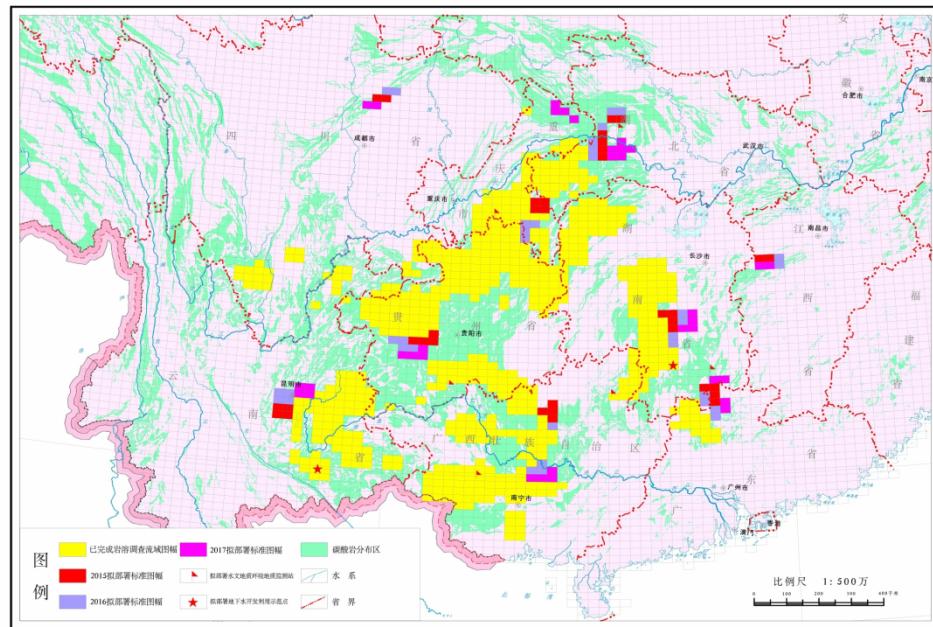 安
徽
省
合肥市
南京
四
川
省
成都市
重
庆
市
重庆市
北
省
武汉市
湖
南
省
长沙市
江
西
省
南昌市
福
建
省
贵
州
省
贵阳市
云
南
省
昆明市
广
西
壮
族
自
治
区
南宁市
广
东
省
广州市
澳门
香港
图
例
已完成岩溶调查流域图幅
2017拟部署标准图幅
碳酸岩分布区
2015拟部署标准图幅
拟部署水文地质环境地质监测站
水 系
2016拟部署标准图幅
拟部署地下水开发利用示范点
省 界
比例尺 1:500万